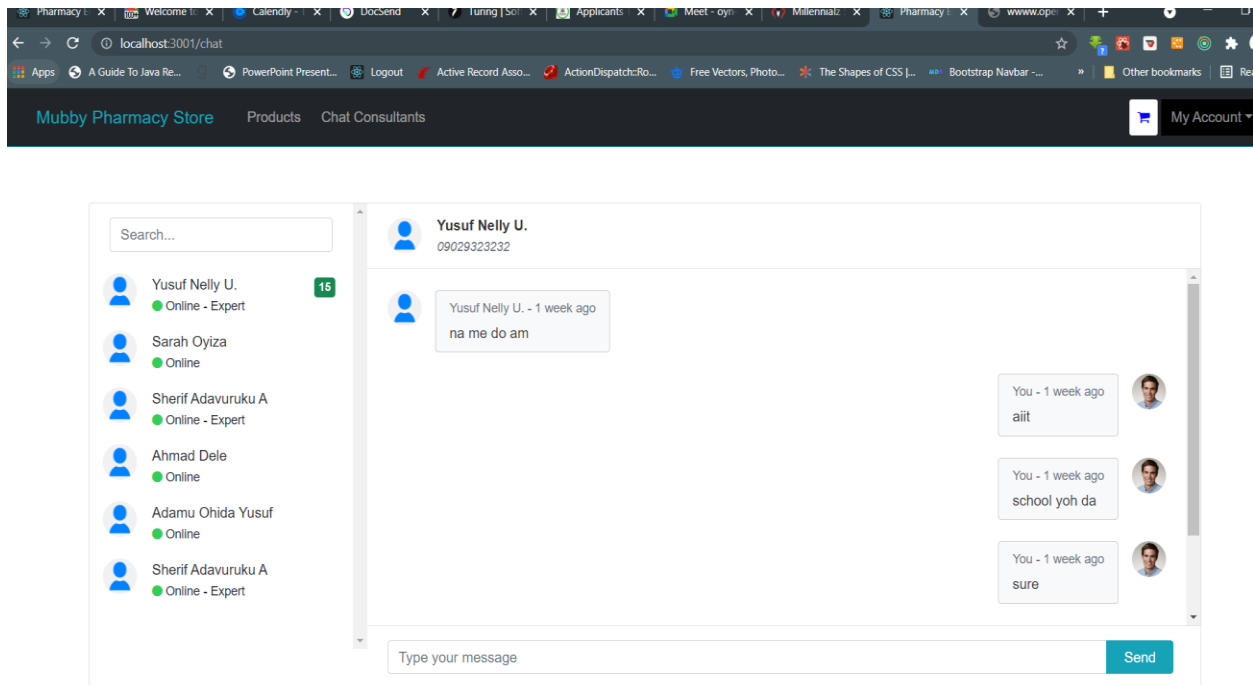 Pharmacy E
Welcome to
Calendly -
DocSend
Turing | Soft
Applicants
Meet - oyn
Millennialz
Pharmacy E
wwww.oper
localhost:3001/chat
Apps A Guide To Java Re... PowerPoint Present... Logout Active Record Asso... ActionDispatch::Ro... Free Vectors, Photo... The Shapes of CSS |... Bootstrap Navbar -... » Other bookmarks Rea
Mubby Pharmacy Store Products Chat Consultants My Account
Search...
Yusuf Nelly U. 15
Online - Expert
Sarah Oyiza
Online
Sherif Adavuruku A
Online - Expert
Ahmad Dele
Online
Adamu Ohida Yusuf
Online
Sherif Adavuruku A
Online - Expert
Yusuf Nelly U.
09029323232
Yusuf Nelly U. - 1 week ago
na me do am
You - 1 week ago
aiit
You - 1 week ago
school yoh da
You - 1 week ago
sure
Type your message Send